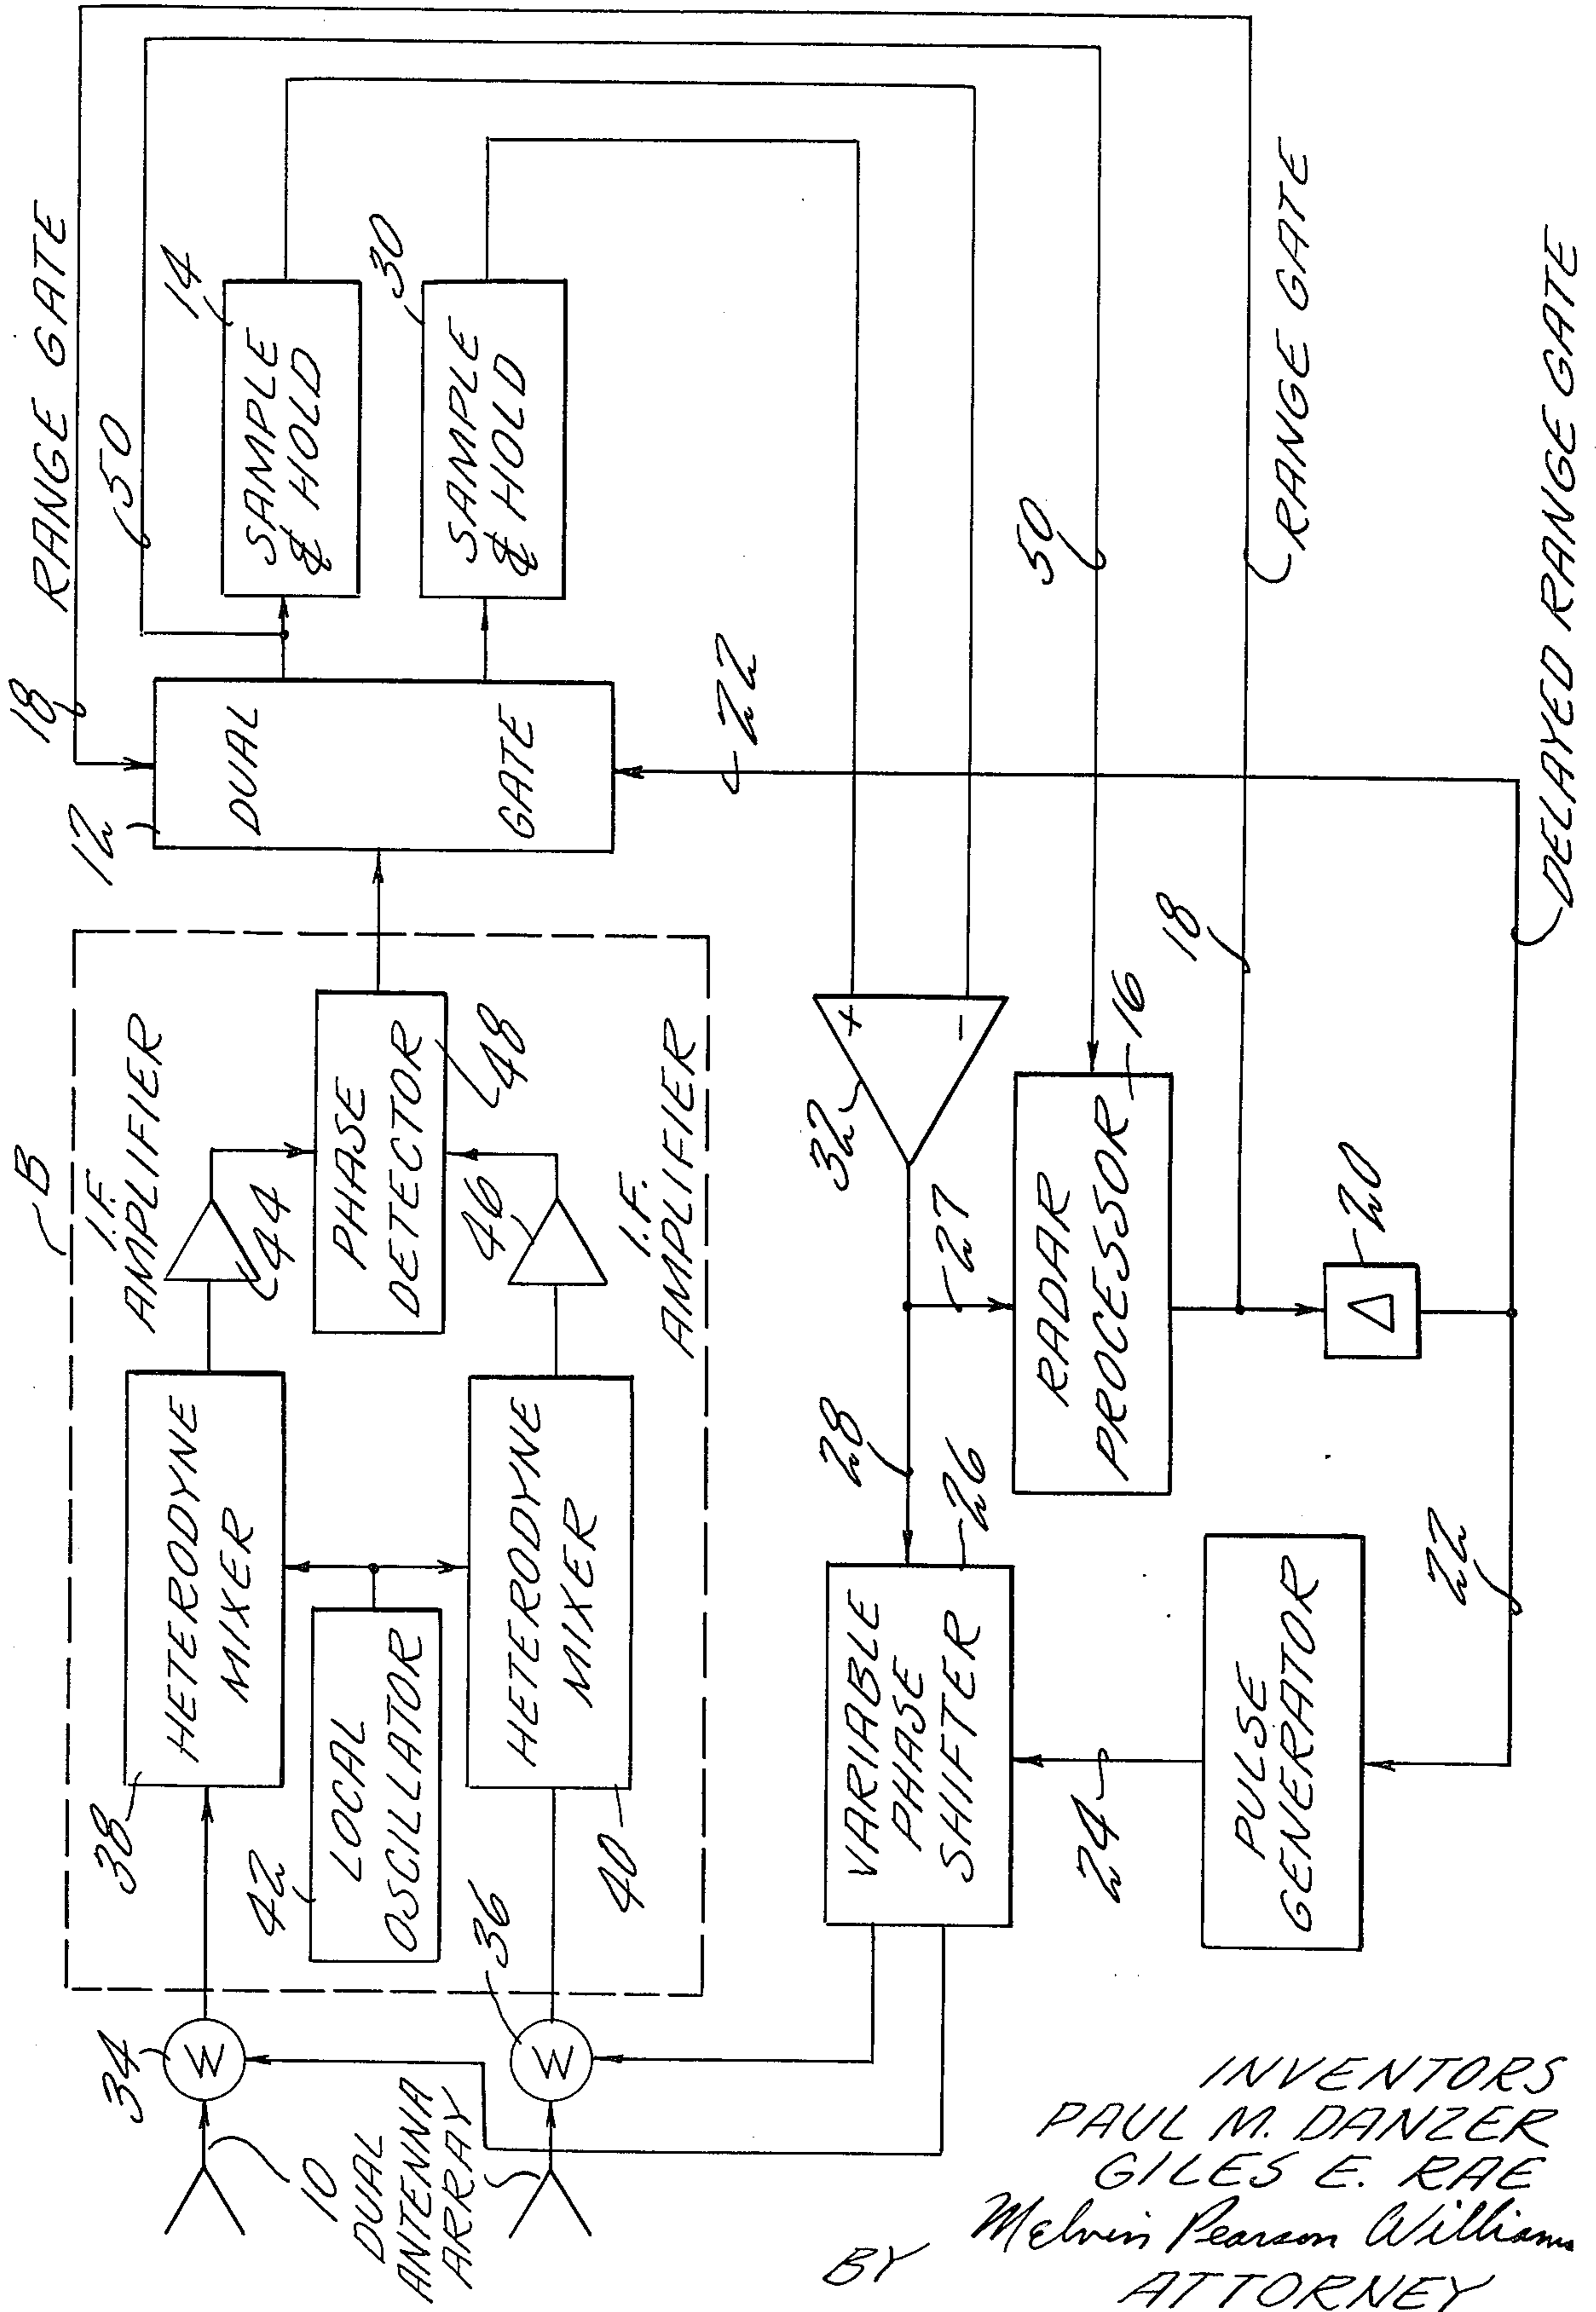 18 RANGE GATE
50
12
DUAL
GATE
14
SAMPLE
& HOLD
30
SAMPLE
& HOLD
22
B
I.F.
AMPLIFIER
44
PHASE
DETECTOR
48
46
I.F.
AMPLIFIER
38
HETERODYNE
MIXER
42
LOCAL
OSCILLATOR
HETERODYNE
MIXER
40
34
36
10
DUAL
ANTENNA
ARRAY
32
+
−
27
28
50
RADAR
PROCESSOR
16
18
RANGE GATE
26
VARIABLE
PHASE
SHIFTER
24
PULSE
GENERATOR
Δ
20
22
DELAYED RANGE GATE
Σ
Σ
INVENTORS
PAUL M. DANZER
GILES E. RAE
BY Melvin Pearson Williams
ATTORNEY